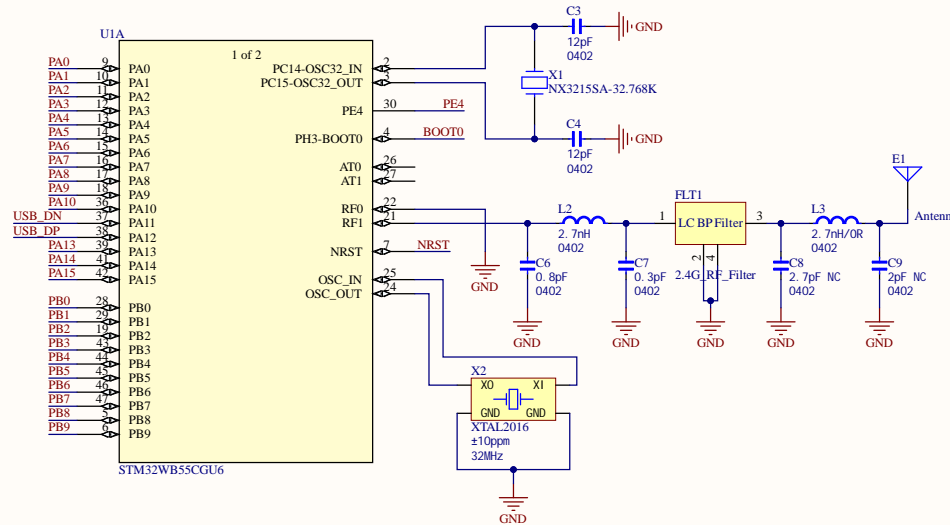 U1A
1 of 2
PA0 9 PA0
PA1 10 PA1
PA2 11 PA2
PA3 12 PA3
PA4 13 PA4
PA5 14 PA5
PA6 15 PA6
PA7 16 PA7
PA8 17 PA8
PA9 18 PA9
PA10 36 PA10
USB_DN 37 PA11
USB_DP 38 PA12
PA13 39 PA13
PA14 41 PA14
PA15 42 PA15
PB0 28 PB0
PB1 29 PB1
PB2 19 PB2
PB3 43 PB3
PB4 44 PB4
PB5 45 PB5
PB6 46 PB6
PB7 47 PB7
PB8 5 PB8
PB9 6 PB9
PC14-OSC32_IN 2
PC15-OSC32_OUT 3
PE4 30 PE4
PH3-BOOT0 4 BOOT0
AT0 26
AT1 27
RF0 22
RF1 21
NRST 7 NRST
OSC_IN 25
OSC_OUT 24
STM32WB55CGU6
C3
12pF
0402
GND
X1
NX3215SA-32.768K
C4
12pF
0402
GND
GND
C6
0.8pF
0402
GND
L2
2.7nH
0402
C7
0.3pF
0402
GND
FLT1
1 LC BP Filter 3
2 4
2.4G_RF_Filter
GND
L3
2.7nH/0R
0402
C8
2.7pF NC
0402
GND
C9
2pF NC
0402
GND
E1
Antenn
X2
XO XI
GND GND
XTAL2016
±10ppm
32MHz
GND